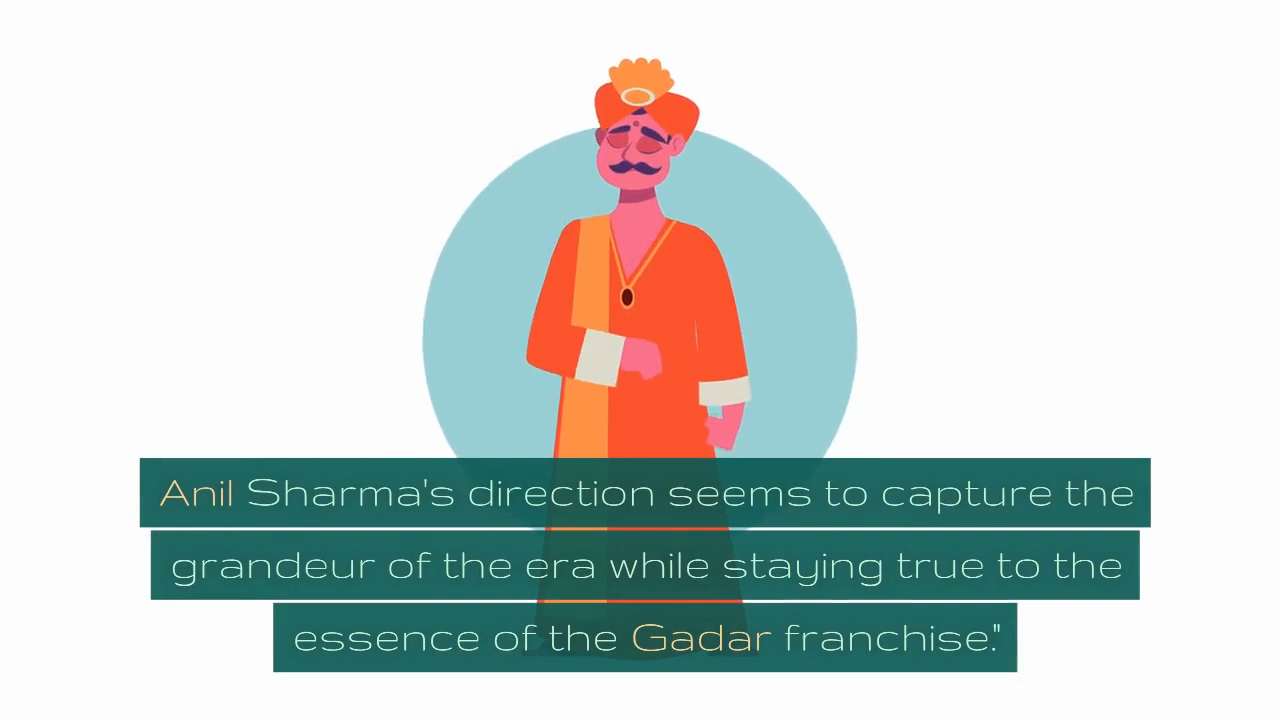 Anil Sharma's direction seems to capture the
grandeur of the era while staying true to the
essence of the Gadar franchise."